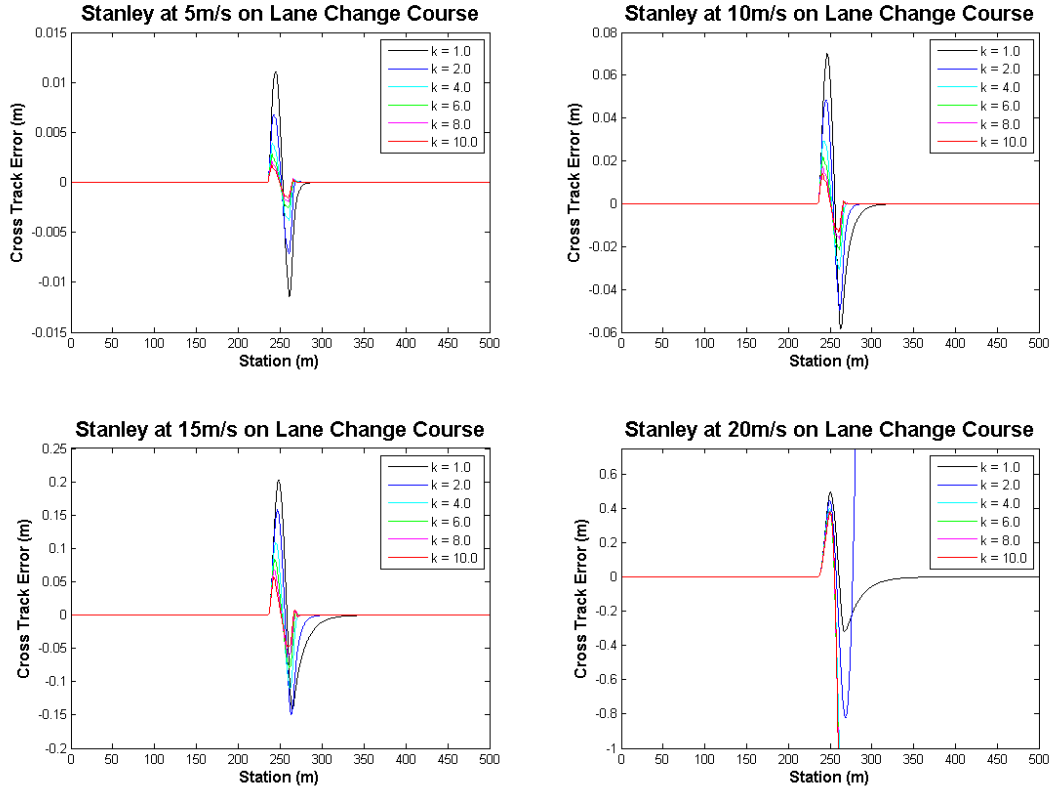 Stanley at 5m/s on Lane Change Course
0.015
0.01
0.005
0
-0.005
-0.01
-0.015
Cross Track Error (m)
k = 1.0
k = 2.0
k = 4.0
k = 6.0
k = 8.0
k = 10.0
0 50 100 150 200 250 300 350 400 450 500
Station (m)
Stanley at 10m/s on Lane Change Course
0.08
0.06
0.04
0.02
0
-0.02
-0.04
-0.06
Cross Track Error (m)
k = 1.0
k = 2.0
k = 4.0
k = 6.0
k = 8.0
k = 10.0
0 50 100 150 200 250 300 350 400 450 500
Station (m)
Stanley at 15m/s on Lane Change Course
0.25
0.2
0.15
0.1
0.05
0
-0.05
-0.1
-0.15
-0.2
Cross Track Error (m)
k = 1.0
k = 2.0
k = 4.0
k = 6.0
k = 8.0
k = 10.0
0 50 100 150 200 250 300 350 400 450 500
Station (m)
Stanley at 20m/s on Lane Change Course
0.6
0.4
0.2
0
-0.2
-0.4
-0.6
-0.8
-1
Cross Track Error (m)
k = 1.0
k = 2.0
k = 4.0
k = 6.0
k = 8.0
k = 10.0
0 50 100 150 200 250 300 350 400 450 500
Station (m)